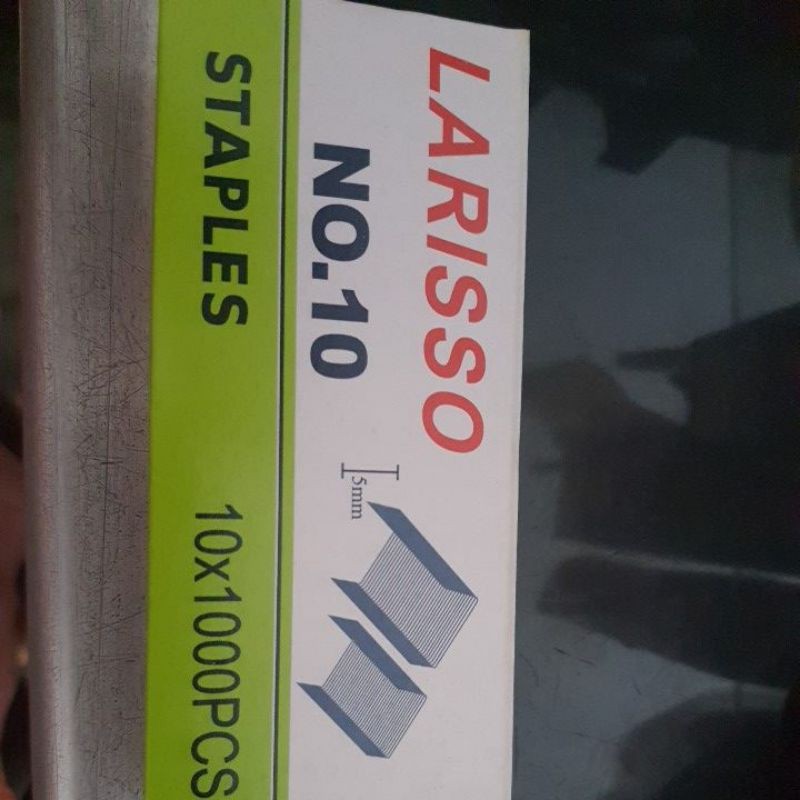 LARISSO
NO.10
5mm
STAPLES 10x1000PCS